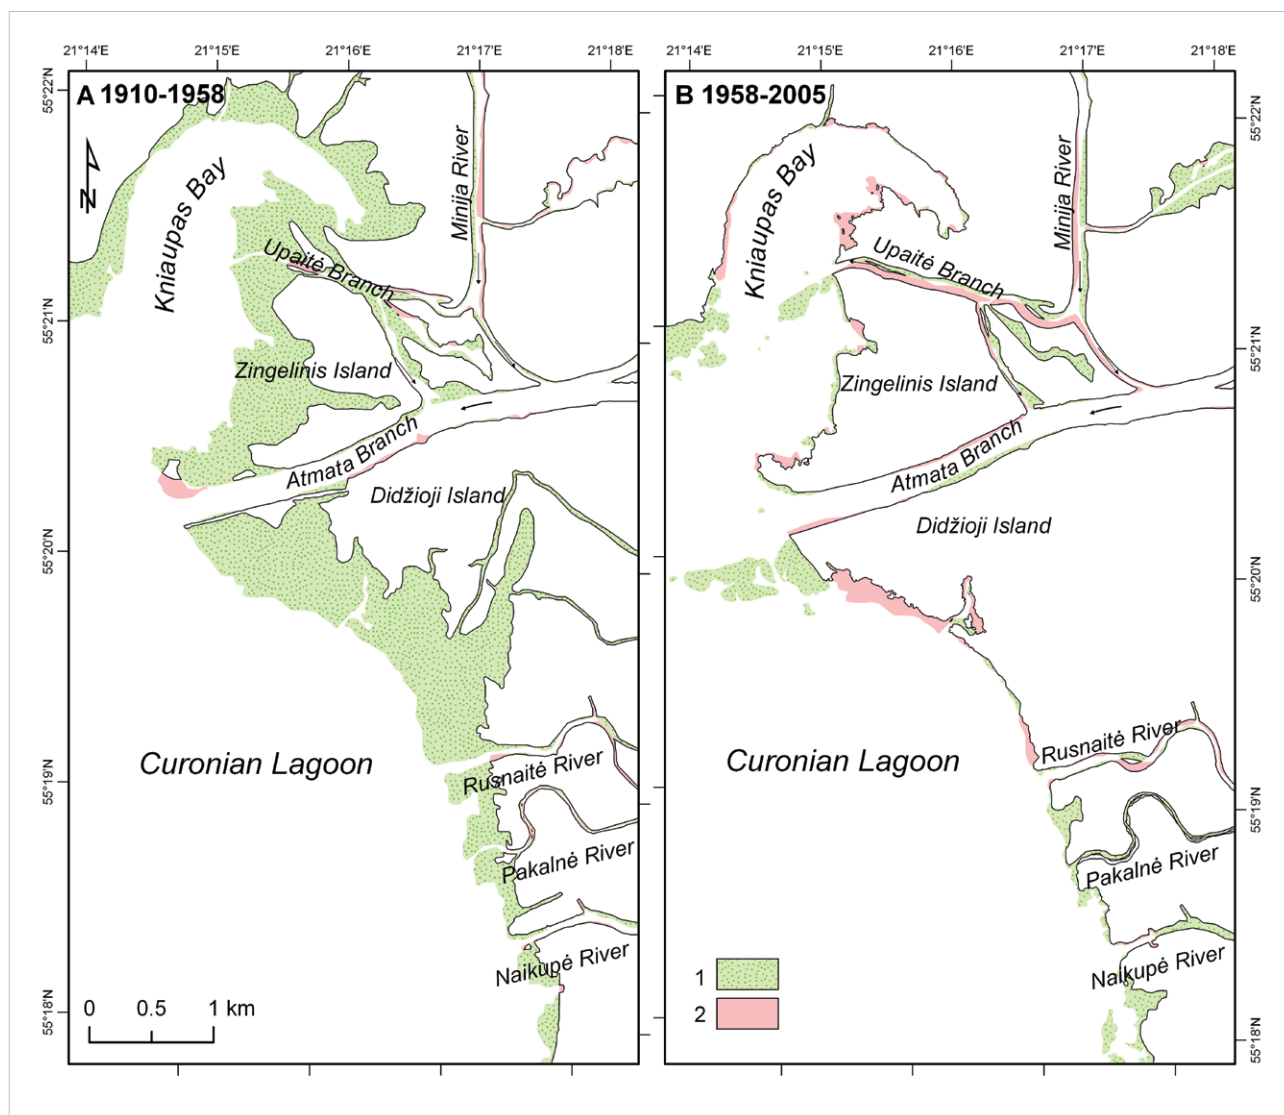 21°14'E 21°15'E 21°16'E 21°17'E 21°18'E
21°14'E 21°15'E 21°16'E 21°17'E 21°18'E
A 1910-1958
55°22'N
55°21'N
55°20'N
55°19'N
55°18'N
N
Kniaupas Bay
Minija River
Upaitė Branch
Zingelinis Island
Atmata Branch
Didžioji Island
Curonian Lagoon
Rusnaitė River
Pakalnė River
Naikupė River
0 0.5 1 km
B 1958-2005
Kniaupas Bay
Minija River
Upaitė Branch
Zingelinis Island
Atmata Branch
Didžioji Island
Curonian Lagoon
Rusnaitė River
Pakalnė River
Naikupė River
1
2
55°22'N
55°21'N
55°20'N
55°19'N
55°18'N